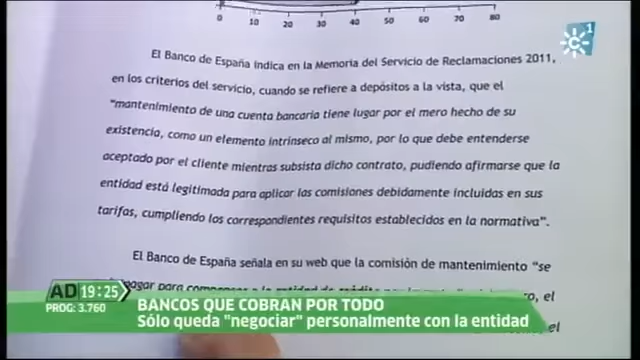 0 10 20 30 40 50 60 70 80
1
El Banco de España indica en la Memoria del Servicio de Reclamaciones 2011,
en los criterios del servicio, cuando se refiere a depósitos a la vista, que el
"mantenimiento de una cuenta bancaria tiene lugar por el mero hecho de su
existencia, como un elemento intrínseco al mismo, por lo que debe entenderse
aceptado por el cliente mientras subsista dicho contrato, pudiendo afirmarse que la
entidad está legitimada para aplicar las comisiones debidamente incluidas en sus
tarifas, cumpliendo los correspondientes requisitos establecidos en la normativa".
El Banco de España señala en su web que la comisión de mantenimiento "se
pagar para
el
el
AD 19:25
PROG: 3.760
BANCOS QUE COBRAN POR TODO
Sólo queda "negociar" personalmente con la entidad